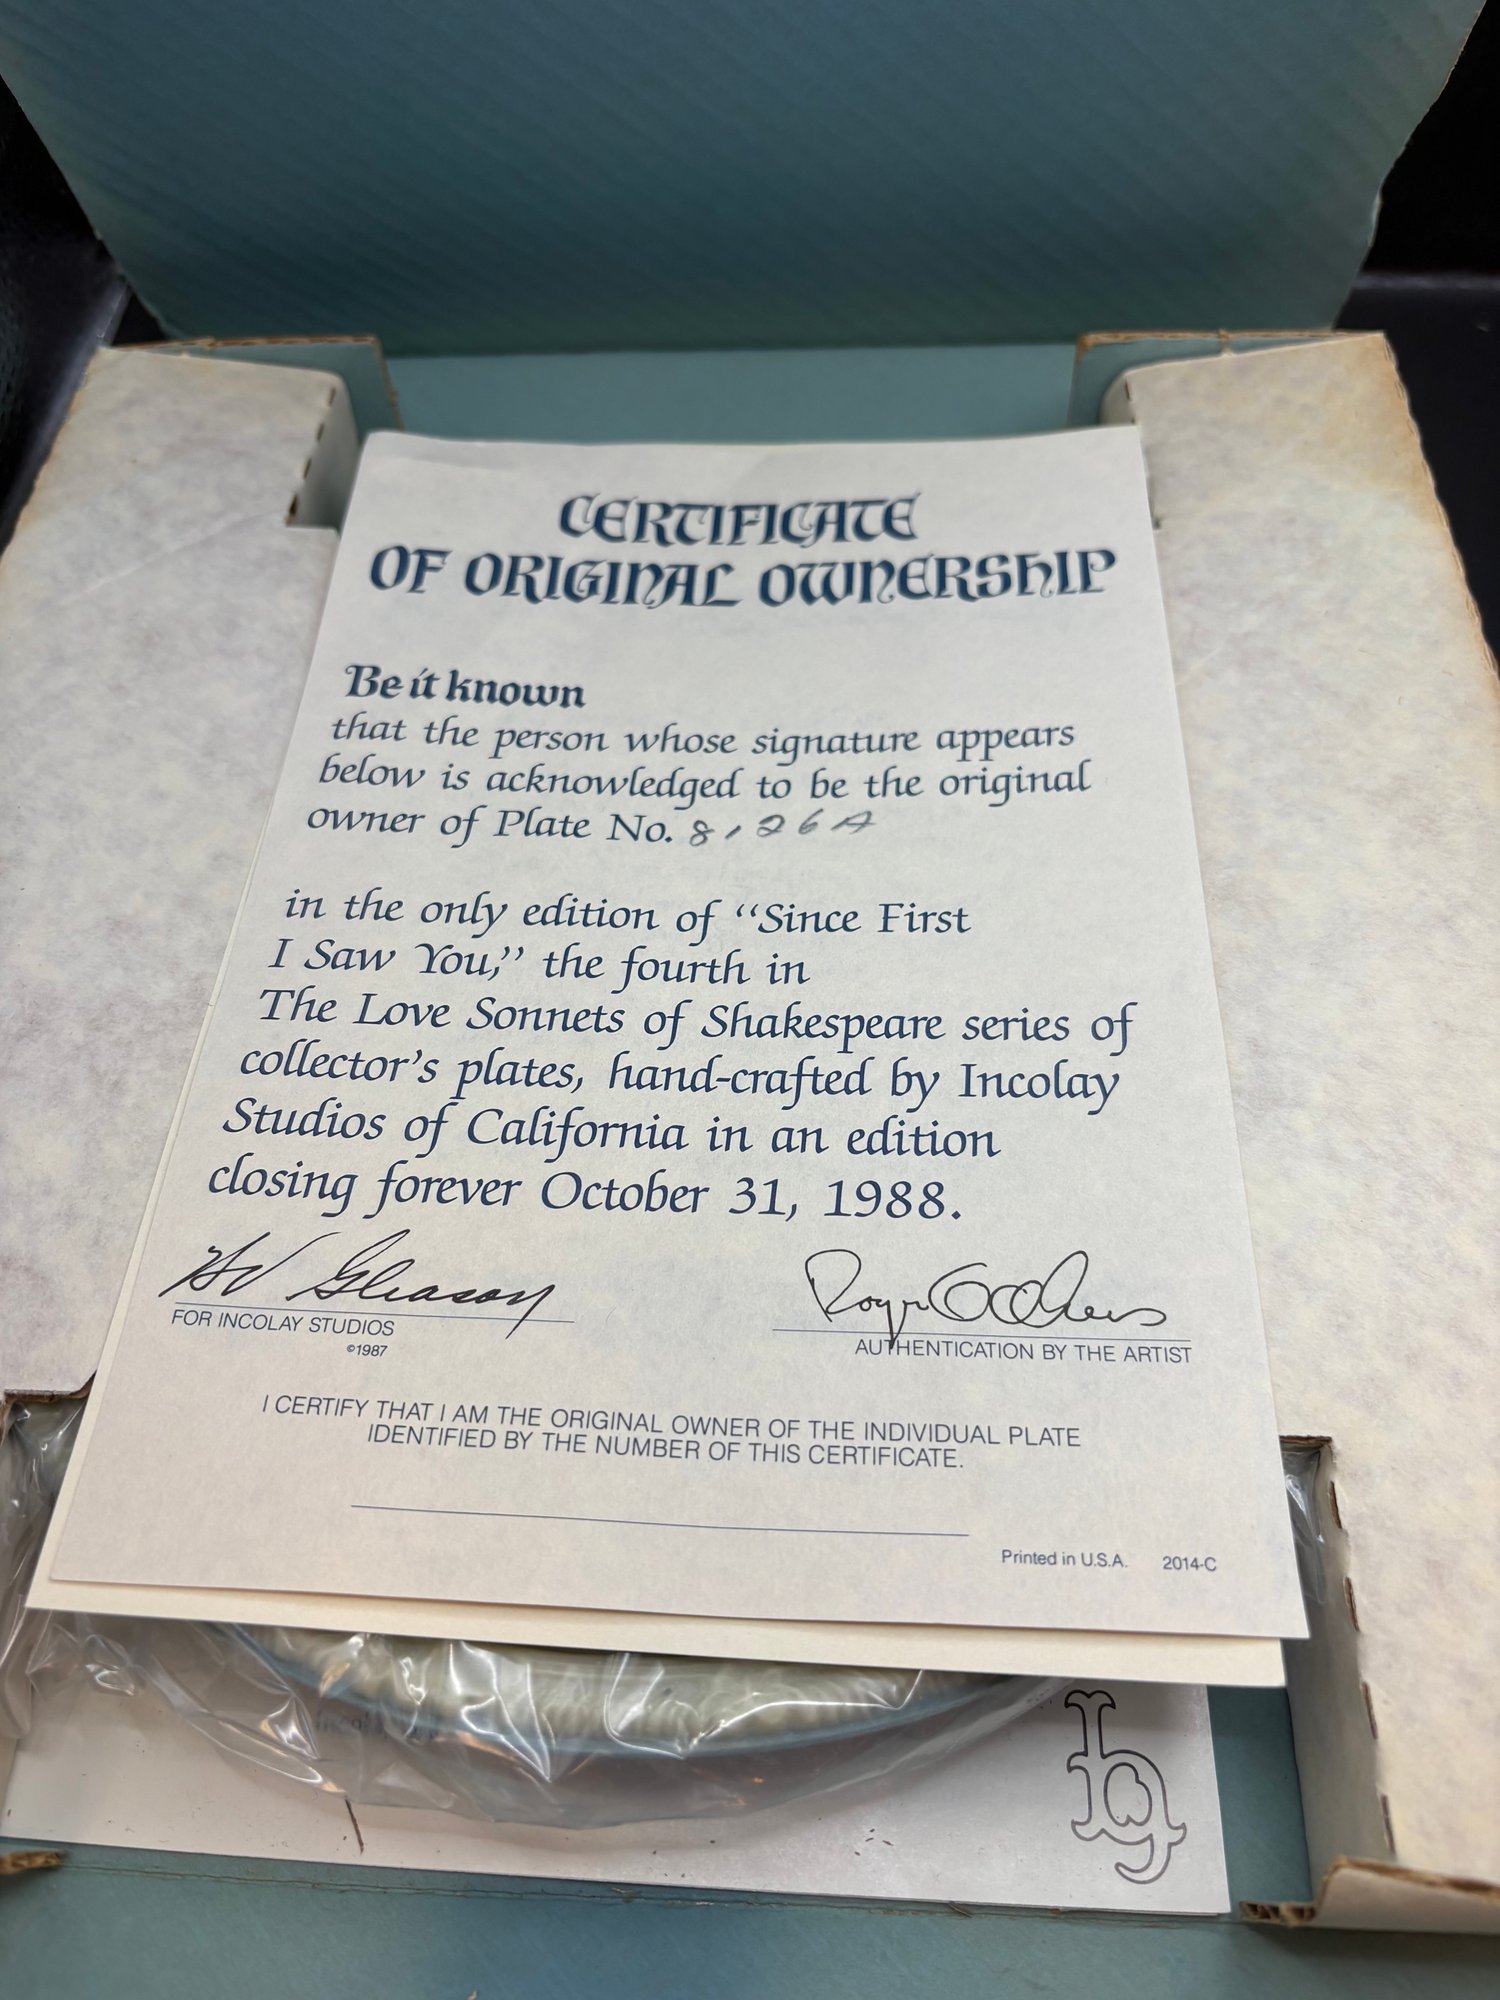 CERTIFICATE
OF ORIGINAL OWNERSHIP
Be it known
that the person whose signature appears
below is acknowledged to be the original
owner of Plate No. 8,26A
in the only edition of “Since First
I Saw You,” the fourth in
The Love Sonnets of Shakespeare series of
collector’s plates, hand-crafted by Incolay
Studios of California in an edition
closing forever October 31, 1988.
Gleason
FOR INCOLAY STUDIOS
©1987
Roger
AUTHENTICATION BY THE ARTIST
I CERTIFY THAT I AM THE ORIGINAL OWNER OF THE INDIVIDUAL PLATE
IDENTIFIED BY THE NUMBER OF THIS CERTIFICATE.
Printed in U.S.A. 2014-C